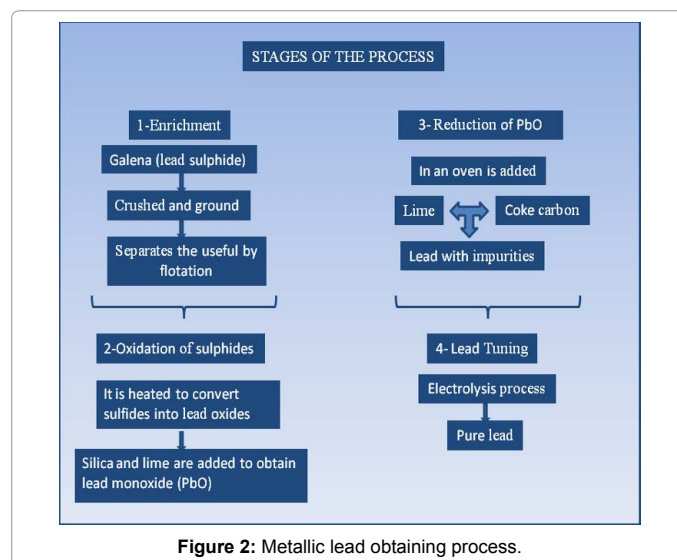 STAGES OF THE PROCESS
1-Enrichment
Galena (lead sulphide)
Crushed and ground
Separates the useful by
flotation
2-Oxidation of sulphides
It is heated to convert
sulfides into lead oxides
Silica and lime are added to obtain
lead monoxide (PbO)
3- Reduction of PbO
In an oven is added
Lime
Coke carbon
Lead with impurities
4- Lead Tuning
Electrolysis process
Pure lead
Figure 2: Metallic lead obtaining process.